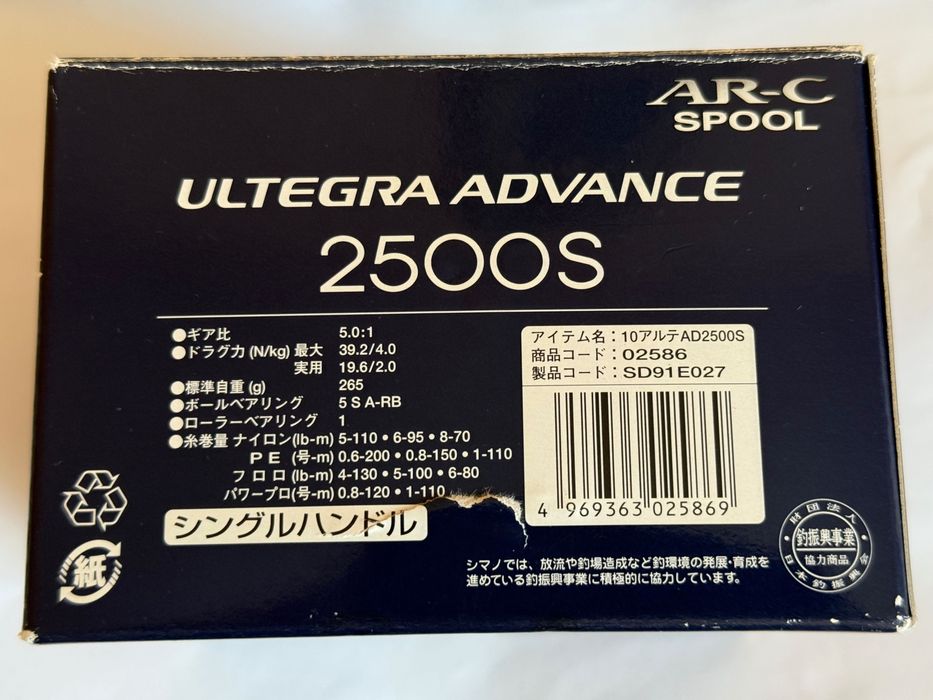 AR-C
SPOOL
ULTEGRA ADVANCE
2500S
●ギア比 5.0:1
●ドラグ力 (N/kg) 最大 39.2/4.0
実用 19.6/2.0
●標準自重 (g) 265
●ボールベアリング 5 S A-RB
●ローラーベアリング 1
●糸巻量 ナイロン(lb-m) 5-110・6-95・8-70
PE (号-m) 0.6-200・0.8-150・1-110
フロロ (lb-m) 4-130・5-100・6-80
パワープロ(号-m) 0.8-120・1-110
シングルハンドル
アイテム名：10アルテAD2500S
商品コード：02586
製品コード：SD91E027
4 969363 025869
紙
シマノでは、放流や釣場造成など釣環境の発展・育成を
進めている釣振興事業に積極的に協力しています。
財団法人
釣振興事業
協力商品
日本釣振興会